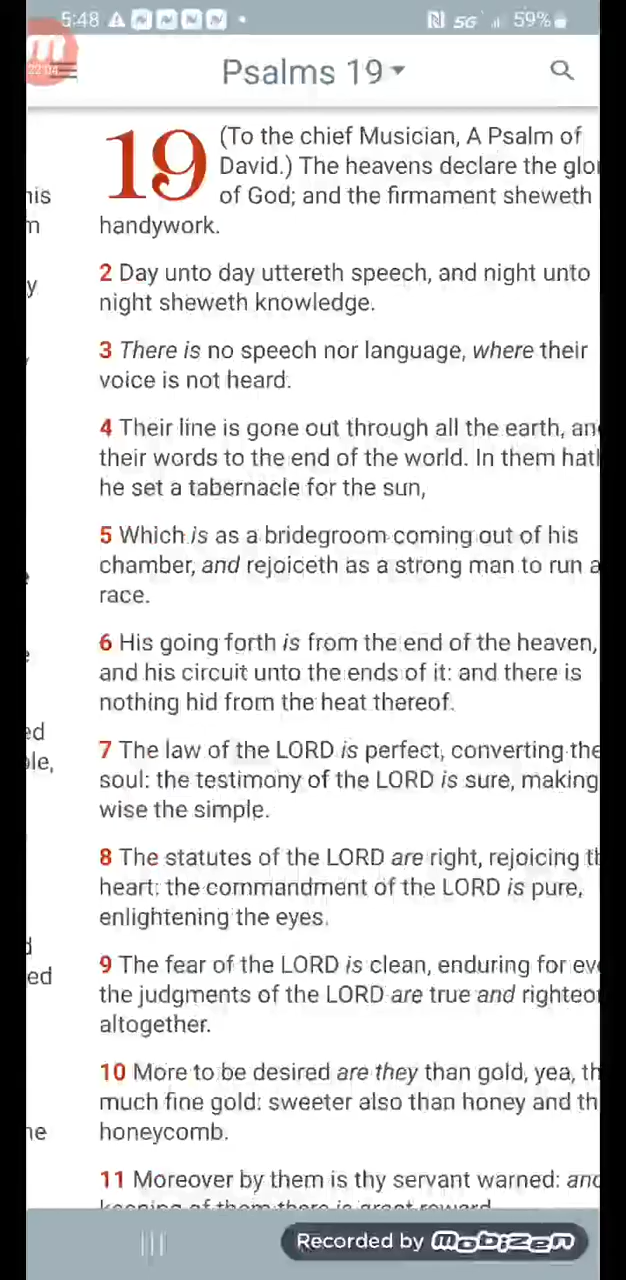 5:48
NFC 5G 59%
22:04
Psalms 19
19 (To the chief Musician, A Psalm of
David.) The heavens declare the glo
of God; and the firmament sheweth
handywork.
2 Day unto day uttereth speech, and night unto
night sheweth knowledge.
3 There is no speech nor language, where their
voice is not heard.
4 Their line is gone out through all the earth, an
their words to the end of the world. In them hat
he set a tabernacle for the sun,
5 Which is as a bridegroom coming out of his
chamber, and rejoiceth as a strong man to run a
race.
6 His going forth is from the end of the heaven,
and his circuit unto the ends of it: and there is
nothing hid from the heat thereof.
7 The law of the LORD is perfect, converting the
soul: the testimony of the LORD is sure, making
wise the simple.
8 The statutes of the LORD are right, rejoicing t
heart: the commandment of the LORD is pure,
enlightening the eyes.
9 The fear of the LORD is clean, enduring for ev
the judgments of the LORD are true and righteo
altogether.
10 More to be desired are they than gold, yea, th
much fine gold: sweeter also than honey and th
honeycomb.
11 Moreover by them is thy servant warned: and
keeping of them there is great reward.
Recorded by mobizen